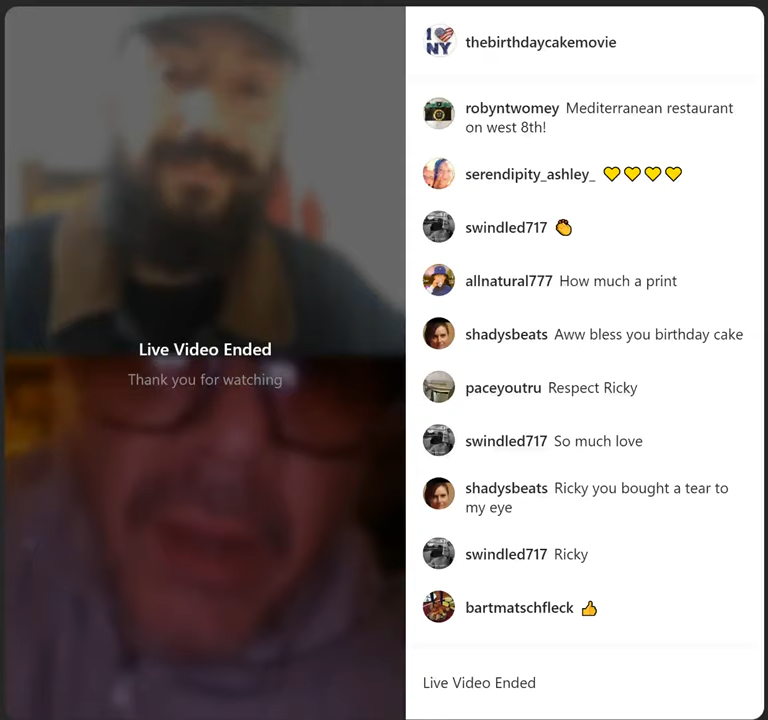 I ❤ NY
thebirthdaycakemovie
robyntwomey Mediterranean restaurant
on west 8th!
serendipity_ashley_ 💛💛💛💛
swindled717 👏
allnatural777 How much a print
shadysbeats Aww bless you birthday cake
paceyoutru Respect Ricky
swindled717 So much love
shadysbeats Ricky you bought a tear to
my eye
swindled717 Ricky
bartmatschfleck 👍
Live Video Ended
Thank you for watching
Live Video Ended